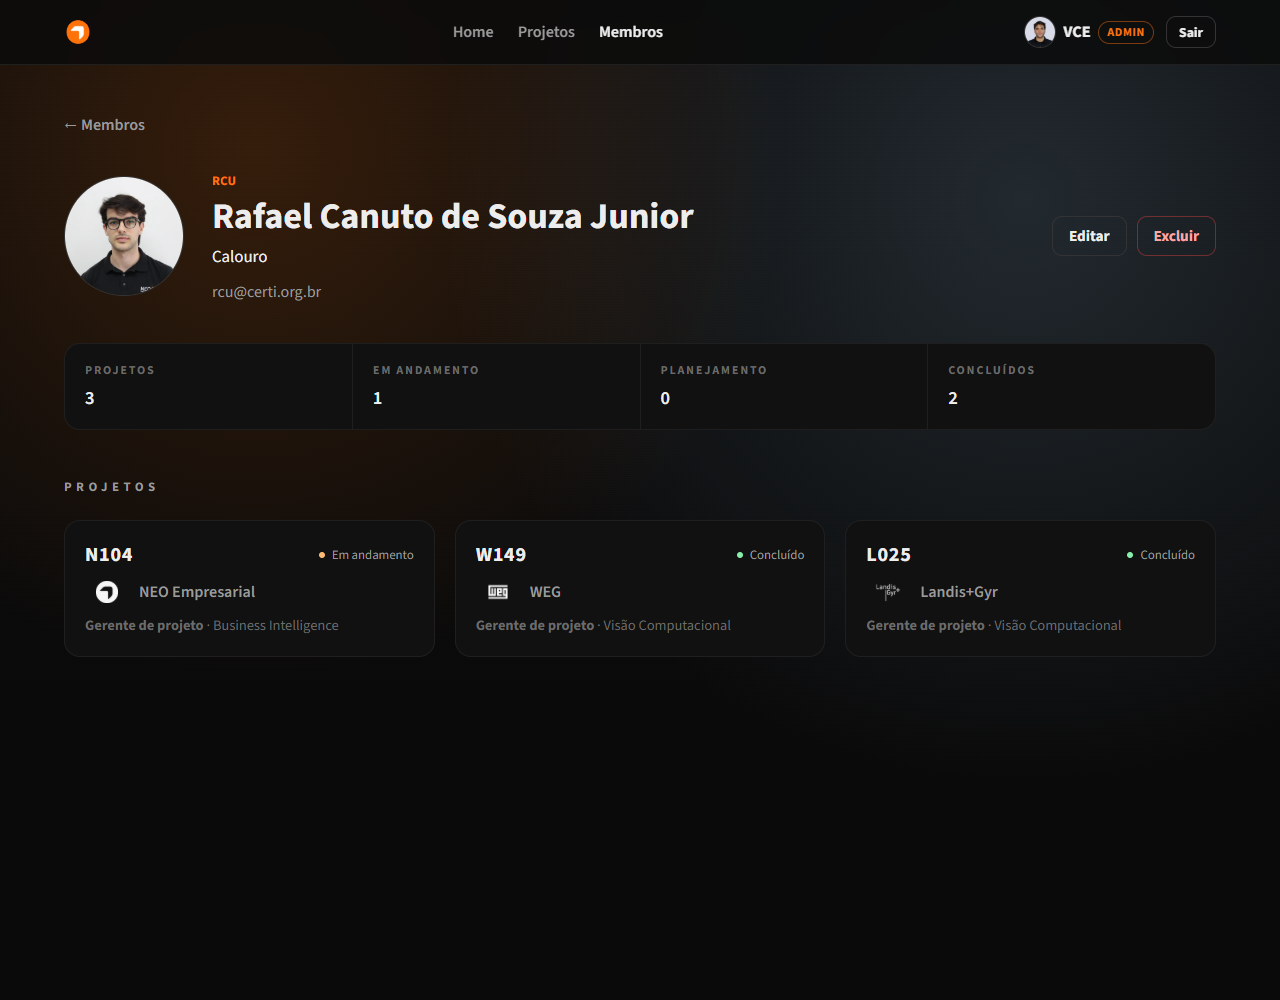 Home Projetos Membros VCE ADMIN Sair
← Membros
RCU
Rafael Canuto de Souza Junior
Calouro
rcu@certi.org.br
Editar Excluir
PROJETOS EM ANDAMENTO PLANEJAMENTO CONCLUÍDOS
3 1 0 2
PROJETOS
N104 Em andamento
NEO Empresarial
Gerente de projeto · Business Intelligence
W149 Concluído
WEG WEG
Gerente de projeto · Visão Computacional
L025 Concluído
Landis+
Gyr
Landis+Gyr
Gerente de projeto · Visão Computacional